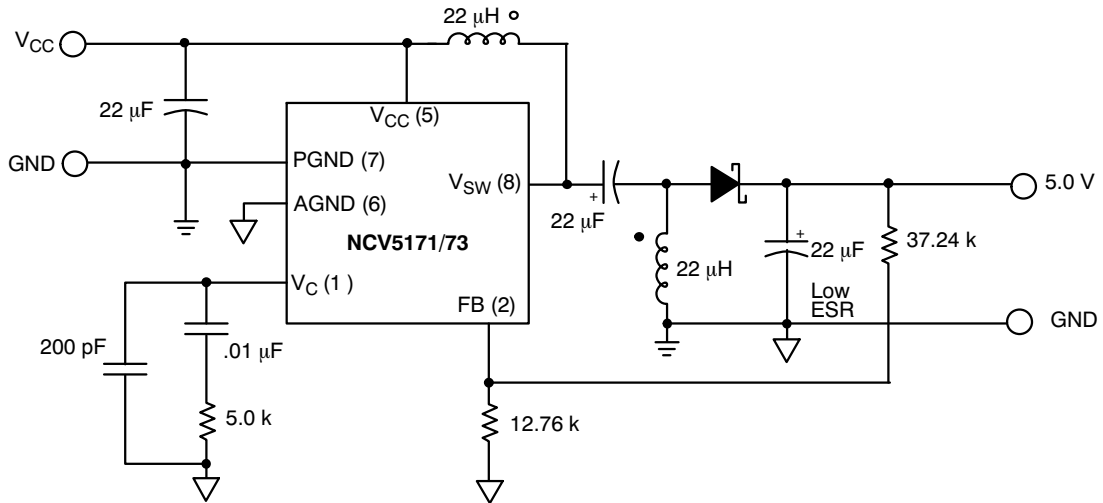 22 μH
VCC
22 μF
VCC (5)
GND
PGND (7)
VSW (8)
5.0 V
AGND (6)
+
22 μF
NCV5171/73
+
22 μF
37.24 k
22 μH
VC (1 )
FB (2)
Low
ESR
GND
200 pF
.01 μF
5.0 k
12.76 k